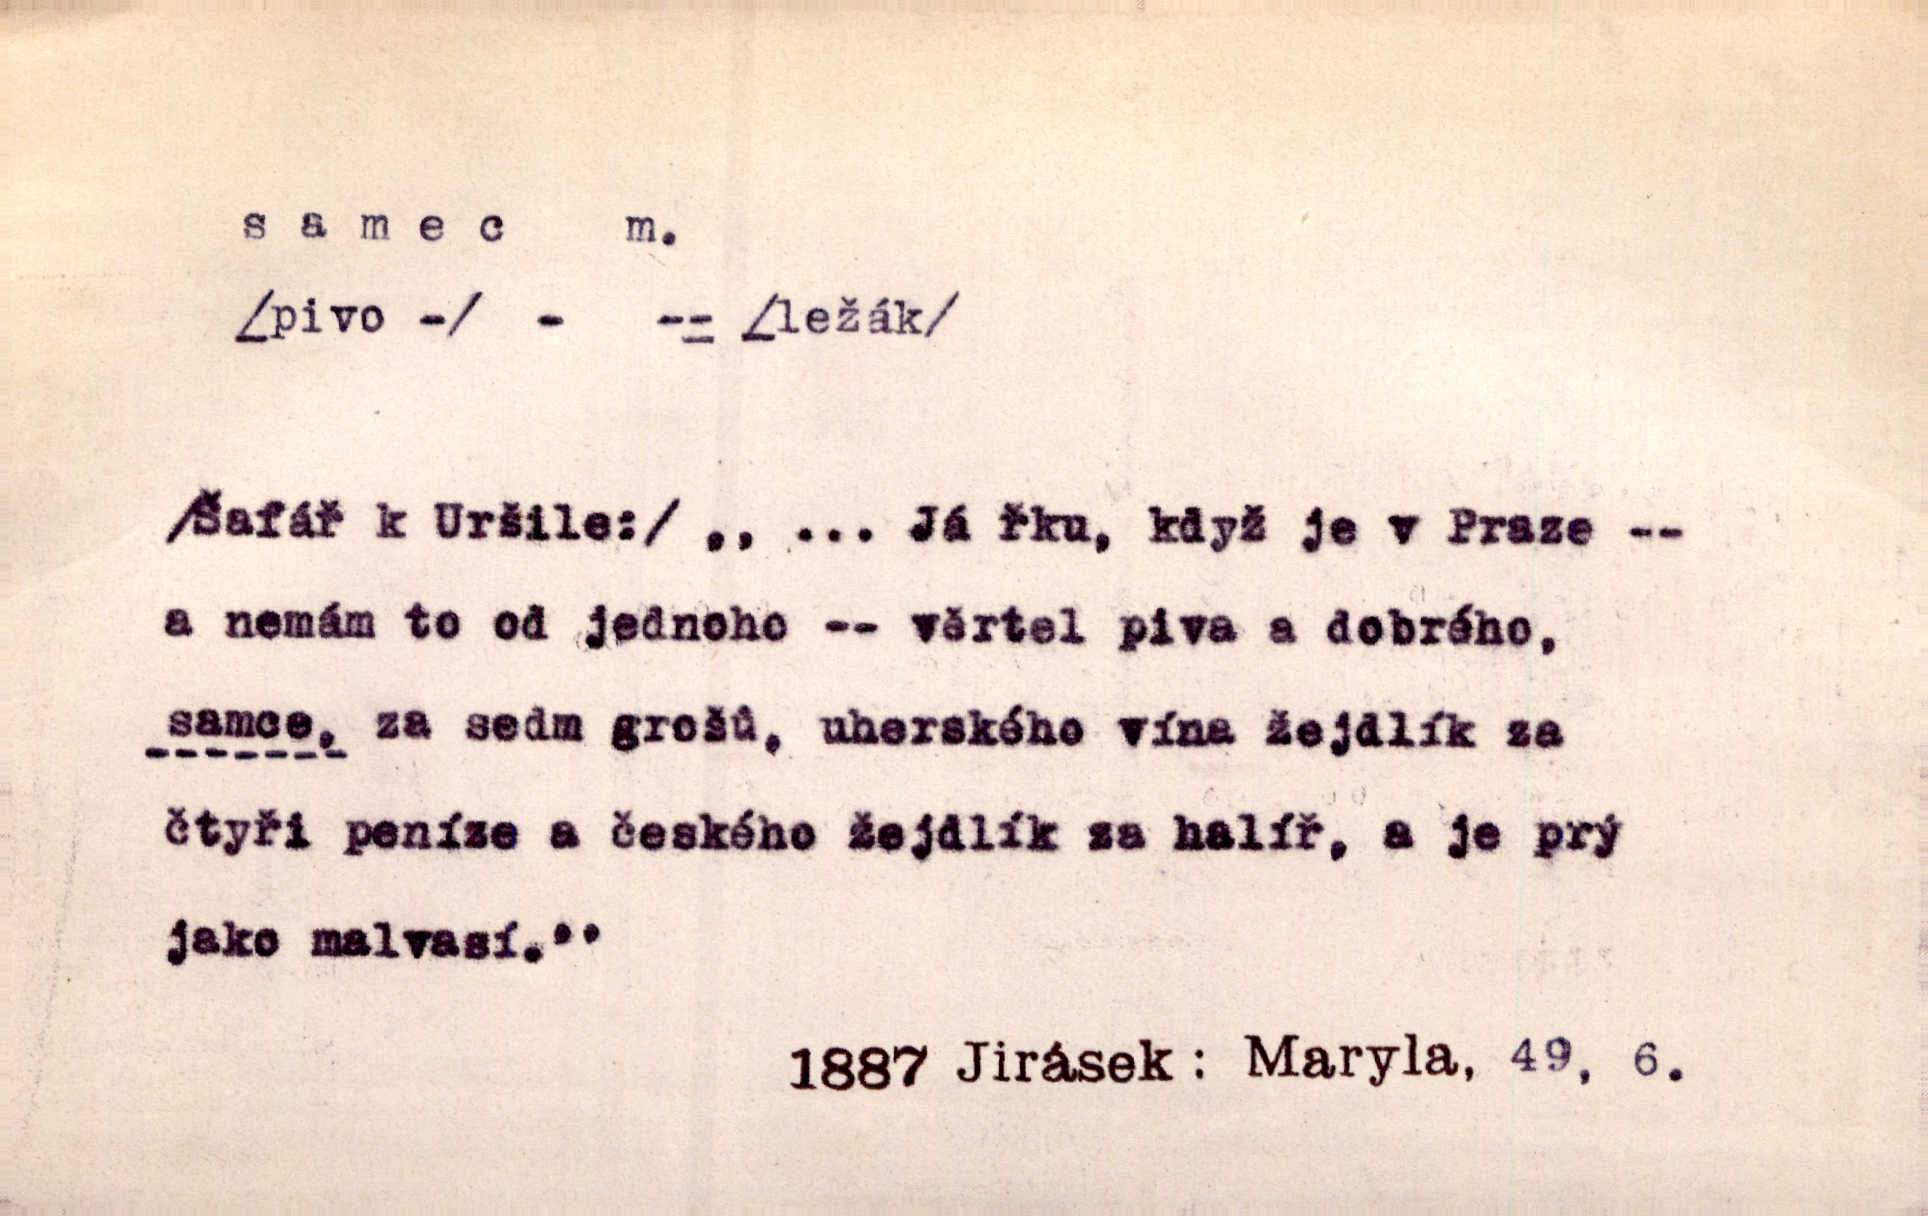 samec m.
/pivo -/ - -- /ležák/
/Šafář k Uršile:/ ,, ... Já řku, když je v Praze --
a nemám to od jednoho -- věrtel piva a dobrého,
samce, za sedm grošů, uherského vína žejdlík za
čtyři peníze a českého žejdlík za halíř, a je prý
jako malvasí.''
1887 Jirásek: Maryla, 49, 6.